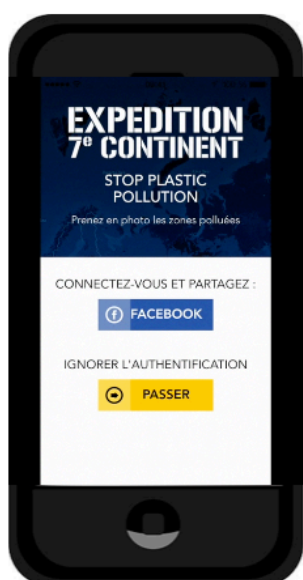 EXPEDITION
7e CONTINENT
STOP PLASTIC
POLLUTION
Prenez en photo les zones polluées
CONNECTEZ-VOUS ET PARTAGEZ :
FACEBOOK
IGNORER L'AUTHENTIFICATION
PASSER